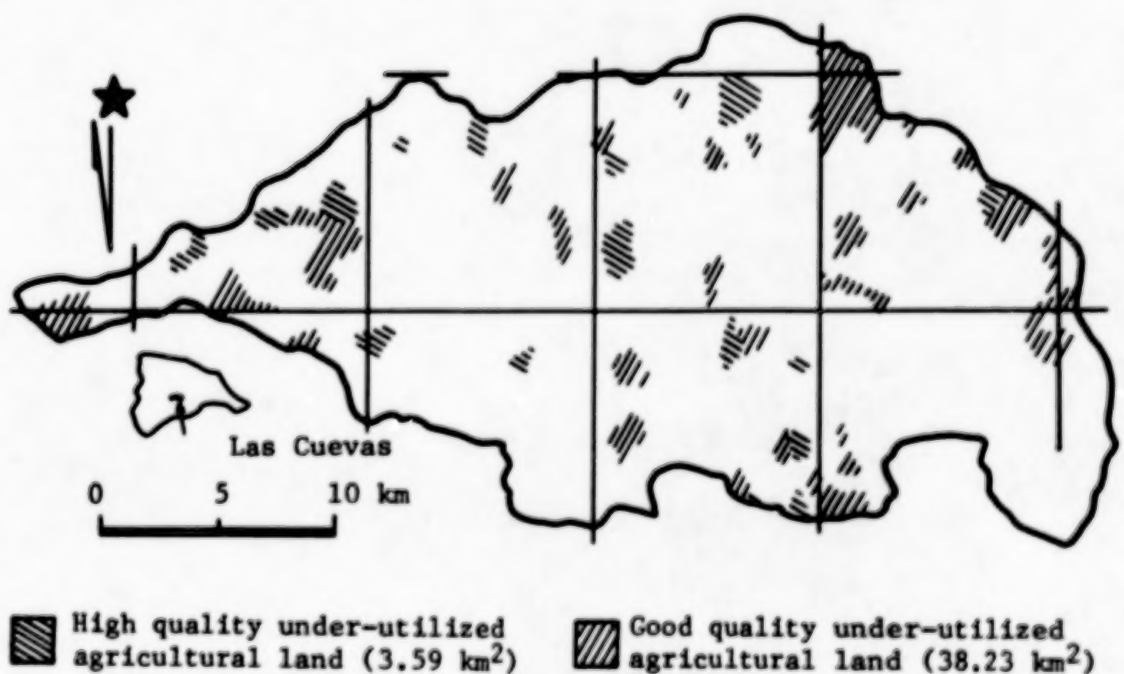 Las Cuevas
0 5 10 km
High quality under-utilized
agricultural land (3.59 km²)
Good quality under-utilized
agricultural land (38.23 km²)